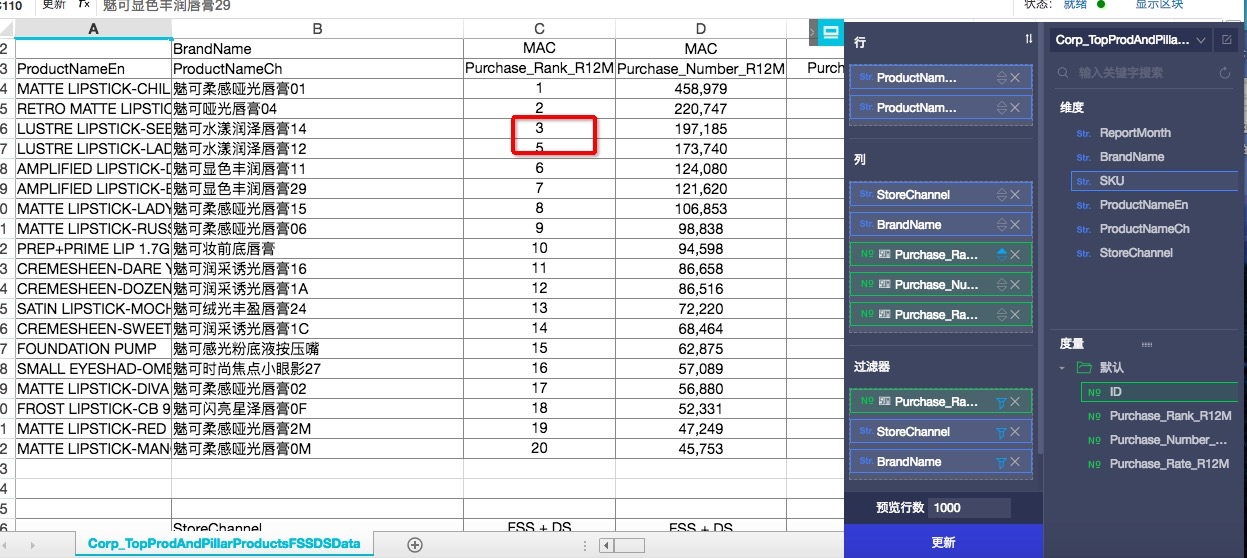 C110 更新 fx 魅可显色丰润唇膏29 状态: 就绪 显示区块
A B C D
2 BrandName MAC MAC
3 ProductNameEn ProductNameCh Purchase_Rank_R12M Purchase_Number_R12M Purch
4 MATTE LIPSTICK-CHIL 魅可柔感哑光唇膏01 1 458,979
5 RETRO MATTE LIPSTIC 魅可哑光唇膏04 2 220,747
6 LUSTRE LIPSTICK-SEE 魅可水漾润泽唇膏14 3 197,185
7 LUSTRE LIPSTICK-LAD 魅可水漾润泽唇膏12 5 173,740
8 AMPLIFIED LIPSTICK-D 魅可显色丰润唇膏11 6 124,080
9 AMPLIFIED LIPSTICK-E 魅可显色丰润唇膏29 7 121,620
0 MATTE LIPSTICK-LADY 魅可柔感哑光唇膏15 8 106,853
1 MATTE LIPSTICK-RUSS 魅可柔感哑光唇膏06 9 98,838
2 PREP+PRIME LIP 1.7G 魅可妆前底唇膏 10 94,598
3 CREMESHEEN-DARE Y 魅可润采诱光唇膏16 11 86,658
4 CREMESHEEN-DOZEN 魅可润采诱光唇膏1A 12 86,516
5 SATIN LIPSTICK-MOCH 魅可绒光丰盈唇膏24 13 72,220
6 CREMESHEEN-SWEET 魅可润采诱光唇膏1C 14 68,464
7 FOUNDATION PUMP 魅可感光粉底液按压嘴 15 62,875
8 SMALL EYESHAD-OME 魅可时尚焦点小眼影27 16 57,089
9 MATTE LIPSTICK-DIVA 魅可柔感哑光唇膏02 17 56,880
0 FROST LIPSTICK-CB 9 魅可闪亮星泽唇膏0F 18 52,331
1 MATTE LIPSTICK-RED 魅可柔感哑光唇膏2M 19 47,249
2 MATTE LIPSTICK-MAN 魅可柔感哑光唇膏0M 20 45,753
3
4
5
6 StoreChannel FSS + DS FSS + DS
Corp_TopProdAndPillarProductsFSSDSData
行
Str. ProductNam...
Str. ProductNam...
列
Str. StoreChannel
Str. BrandName
Nº Purchase_Ra...
Nº Purchase_Nu...
Nº Purchase_Ra...
过滤器
Nº Purchase_Ra...
Str. StoreChannel
Str. BrandName
预览行数 1000
更新
Corp_TopProdAndPilla...
输入关键字搜索
维度
Str. ReportMonth
Str. BrandName
Str. SKU
Str. ProductNameEn
Str. ProductNameCh
Str. StoreChannel
度量
默认
Nº ID
Nº Purchase_Rank_R12M
Nº Purchase_Number_...
Nº Purchase_Rate_R12M